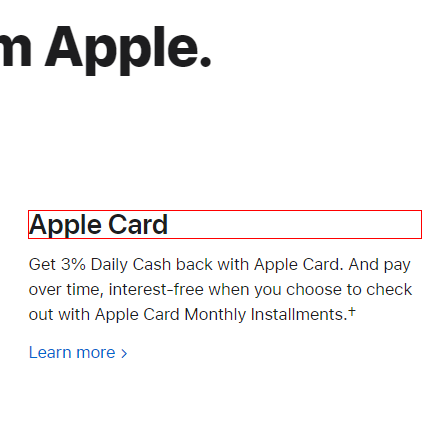 m Apple.
Apple Card
Get 3% Daily Cash back with Apple Card. And pay
over time, interest-free when you choose to check
out with Apple Card Monthly Installments.†
Learn more >